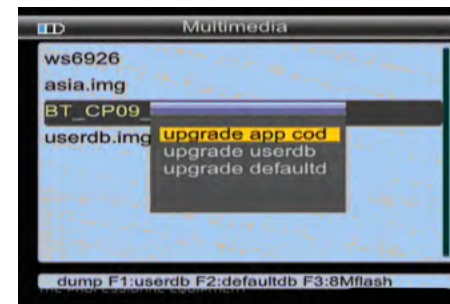 Multimedia
ws6926
asia.img
BT_CP09_
userdb.img
upgrade app cod
upgrade userdb
upgrade defaultd
dump F1:userdb F2:defaultdb F3:8Mflash